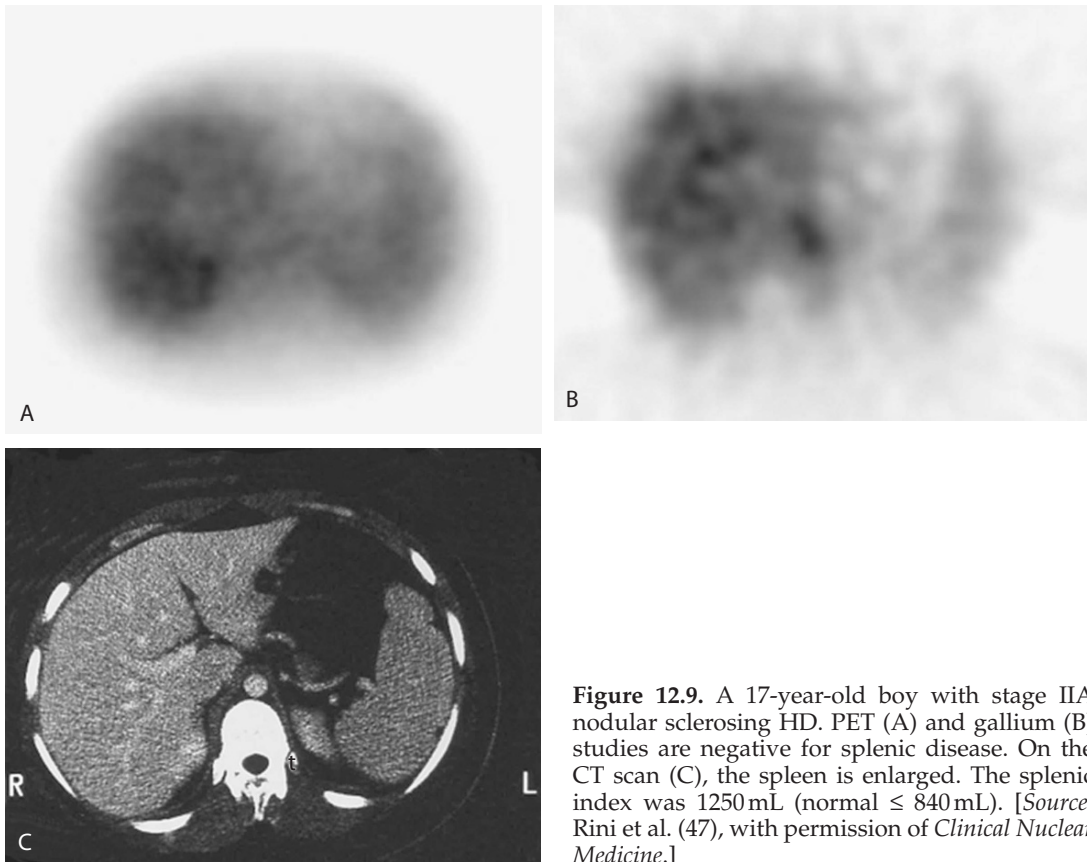 A
B
R
t
L
C
Figure 12.9. A 17-year-old boy with stage IIA
nodular sclerosing HD. PET (A) and gallium (B
studies are negative for splenic disease. On the
CT scan (C), the spleen is enlarged. The splenic
index was 1250 mL (normal ≤ 840 mL). [Source
Rini et al. (47), with permission of Clinical Nuclear
Medicine.]